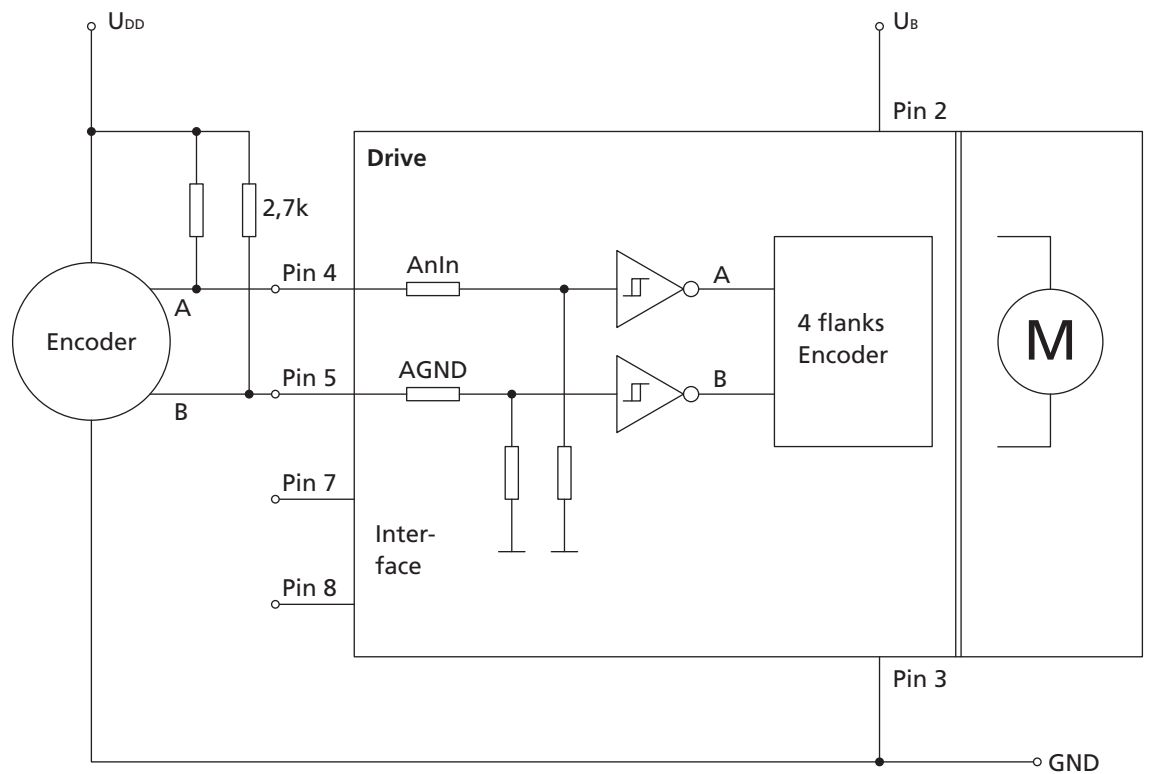 UDD
UB
Pin 2
Drive
2,7k
Pin 4
AnIn
A
A
Encoder
4 flanks
Encoder
M
Pin 5
AGND
B
B
Pin 7
Inter-
face
Pin 8
Pin 3
GND